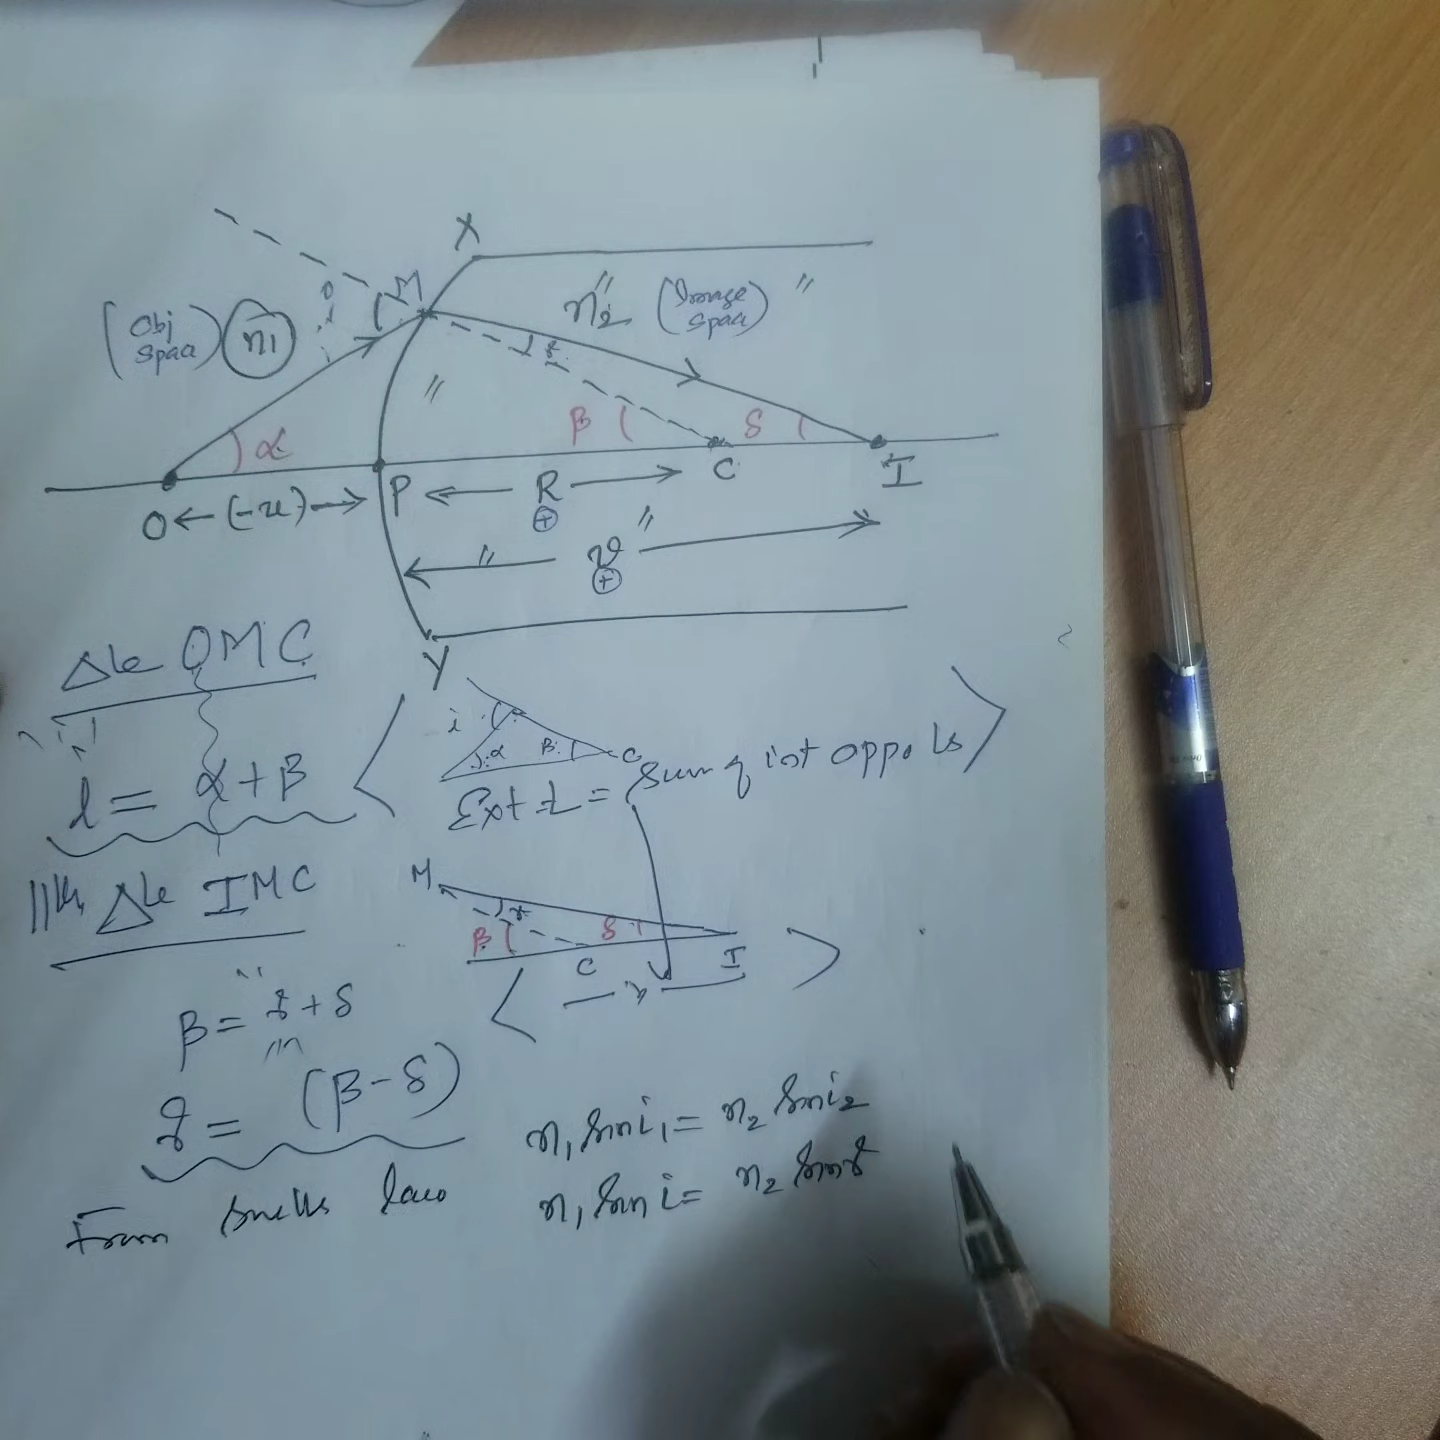 X
M
i
(Obj
Space)
n1
n2
(Image
Space)
r
α
β
δ
O
(-u)
P
R
+
C
I
v
+
Y
Δle OMC
i = α + β
i
α
β
C
Ext ∠ = Sum of int oppo ∠s
||ly Δle IMC
M
r
β
δ
C
I
β = r + δ
r = (β - δ)
From Snells law
n1 Sin i1 = n2 Sin i2
n1 Sin i = n2 Sin r